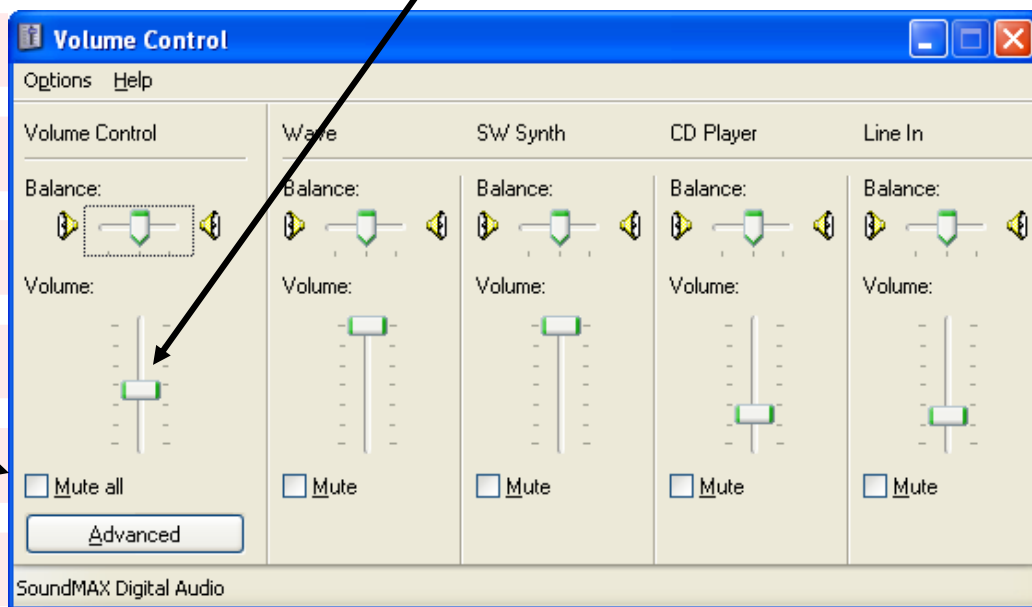 Volume Control
Options Help
Volume Control Wave SW Synth CD Player Line In
Balance: Balance: Balance: Balance: Balance:
Volume: Volume: Volume: Volume: Volume:
Mute all Mute Mute Mute Mute
Advanced
SoundMAX Digital Audio